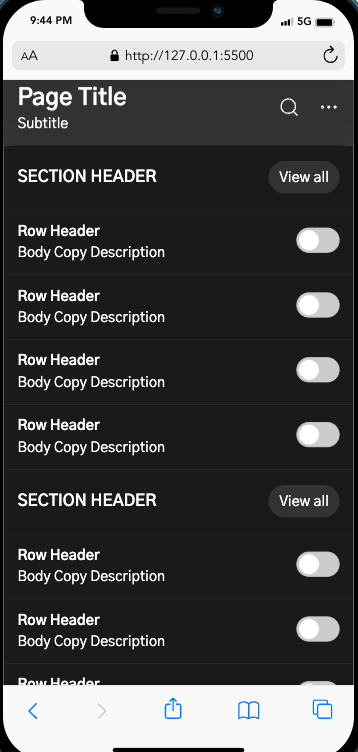 9:44 PM
5G
AA
http://127.0.0.1:5500
Page Title
Subtitle
SECTION HEADER
View all
Row Header
Body Copy Description
Row Header
Body Copy Description
Row Header
Body Copy Description
Row Header
Body Copy Description
SECTION HEADER
View all
Row Header
Body Copy Description
Row Header
Body Copy Description
Row Header